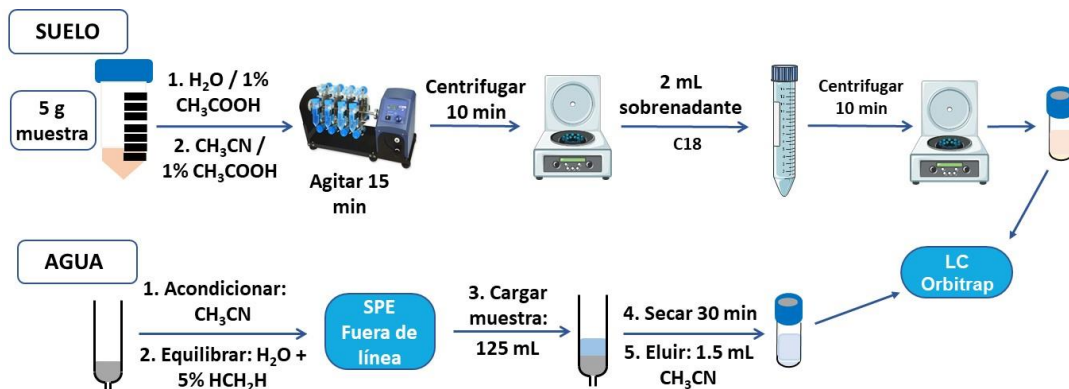 SUELO
5 g
muestra
1. H₂O / 1%
CH₃COOH
2. CH₃CN /
1% CH₃COOH
Agitar 15
min
Centrifugar
10 min
2 mL
sobrenadante
C18
Centrifugar
10 min
LC
Orbitrap
AGUA
1. Acondicionar:
CH₃CN
2. Equilibrar: H₂O +
5% HCH₂H
SPE
Fuera de
línea
3. Cargar
muestra:
125 mL
4. Secar 30 min
5. Eluir: 1.5 mL
CH₃CN